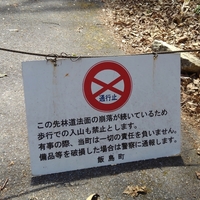 通行止
この先林道法面の崩落が続いているため
歩行での入山も禁止とします。
有事の際、当町は一切の責任を負いません。
備品等を破損した場合は警察に通報します。
飯島町